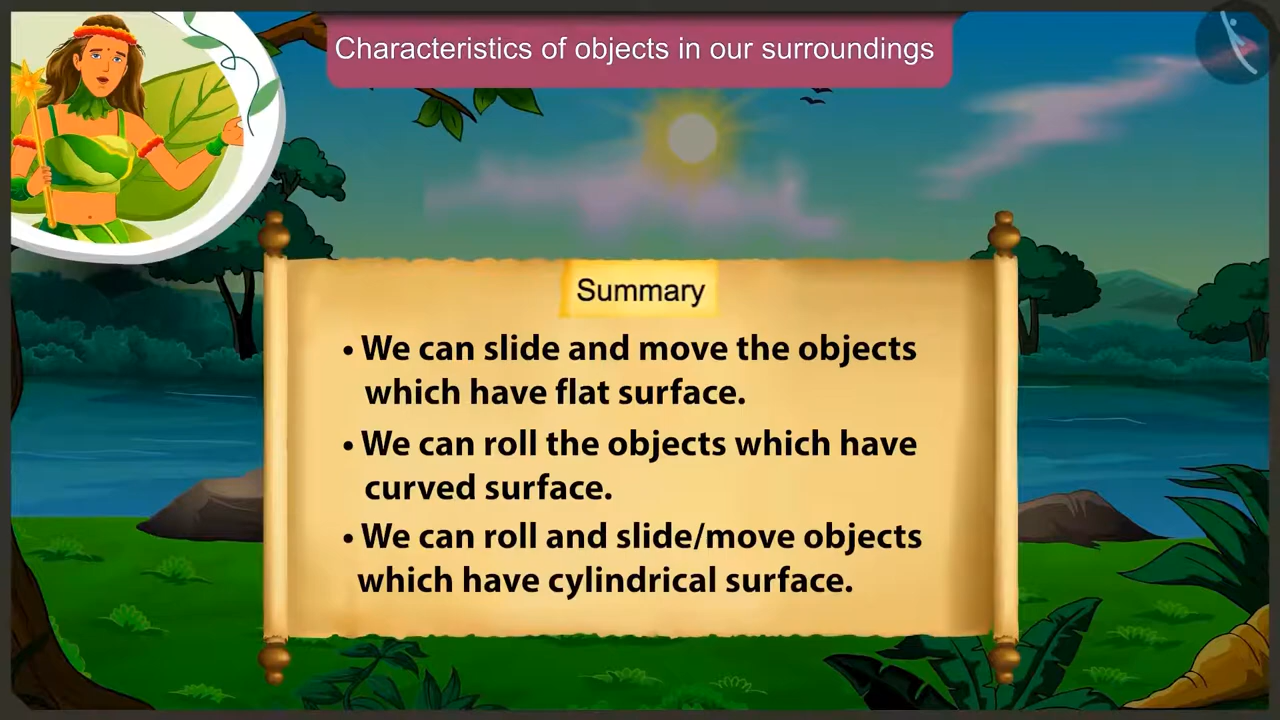 Characteristics of objects in our surroundings
Summary
• We can slide and move the objects
which have flat surface.
• We can roll the objects which have
curved surface.
• We can roll and slide/move objects
which have cylindrical surface.